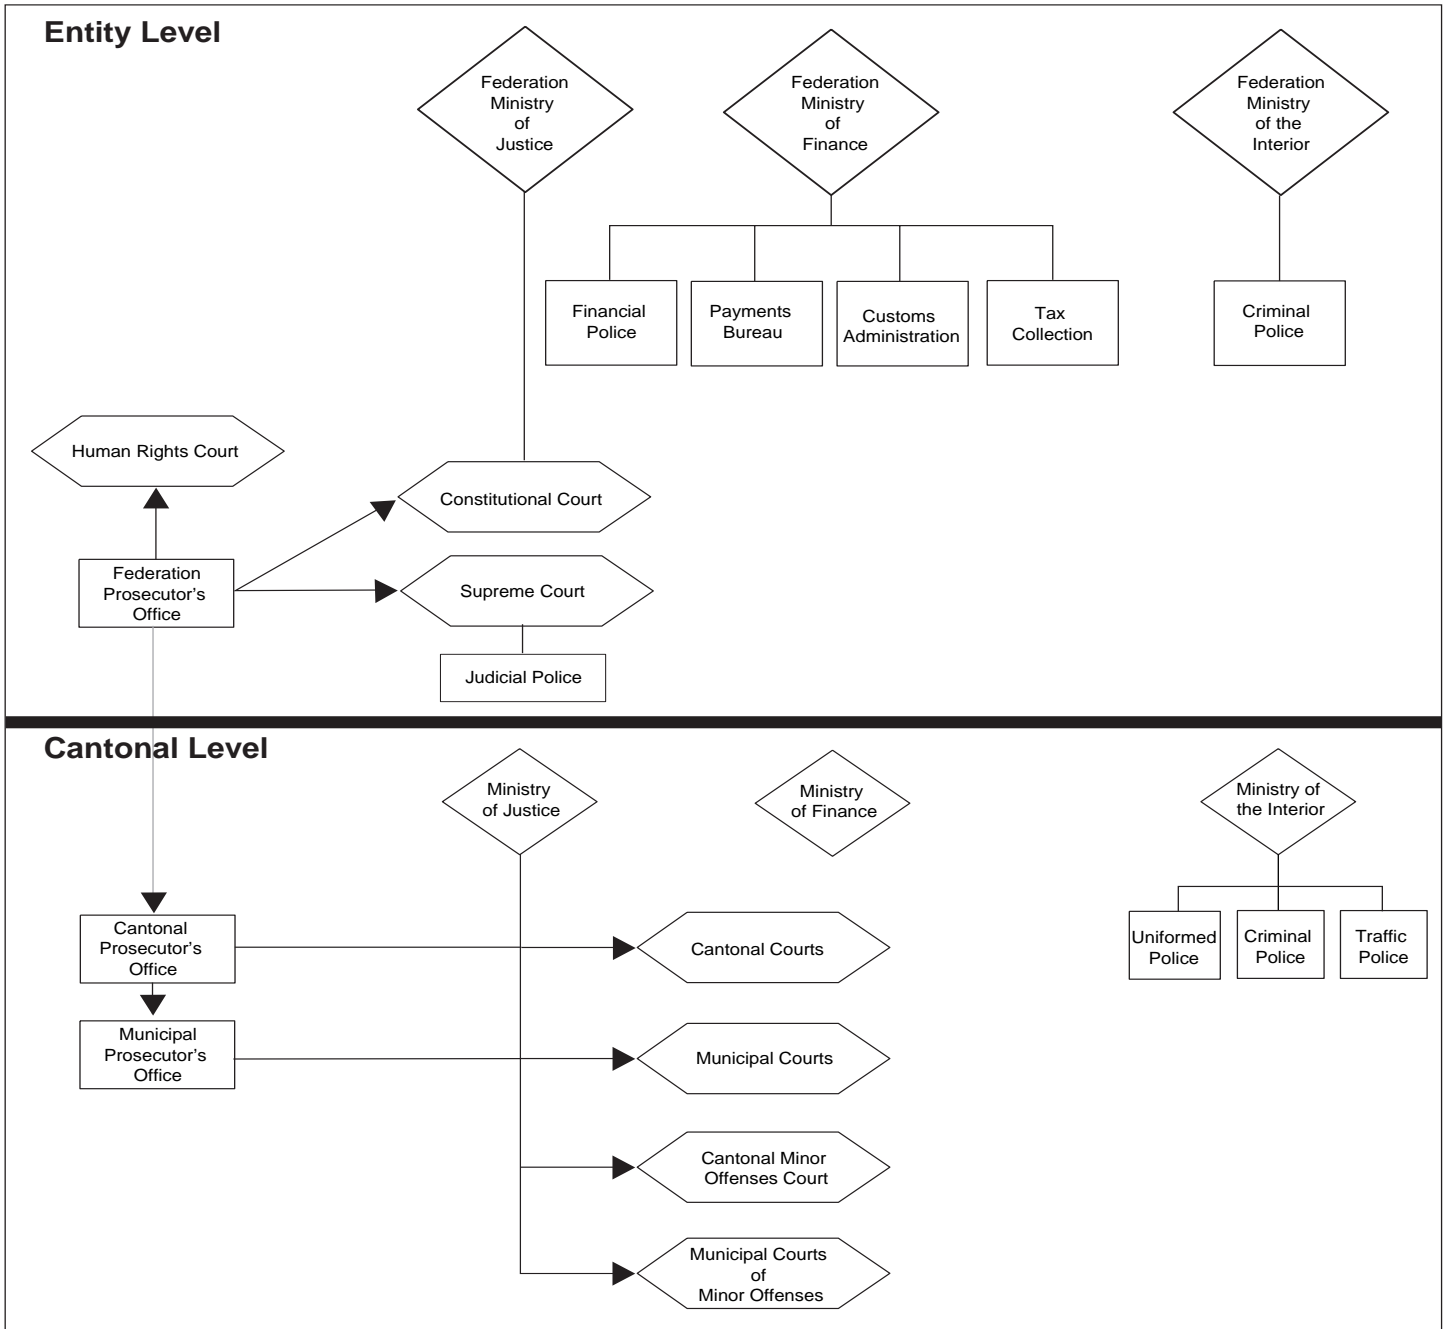 Entity Level
Federation
Ministry
of
Justice
Federation
Ministry
of
Finance
Federation
Ministry
of the
Interior
Financial
Police
Payments
Bureau
Customs
Administration
Tax
Collection
Criminal
Police
Human Rights Court
Constitutional Court
Federation
Prosecutor's
Office
Supreme Court
Judicial Police
Cantonal Level
Ministry
of Justice
Ministry
of Finance
Ministry of
the Interior
Cantonal
Prosecutor's
Office
Cantonal Courts
Uniformed
Police
Criminal
Police
Traffic
Police
Municipal
Prosecutor's
Office
Municipal Courts
Cantonal Minor
Offenses Court
Municipal Courts
of
Minor Offenses